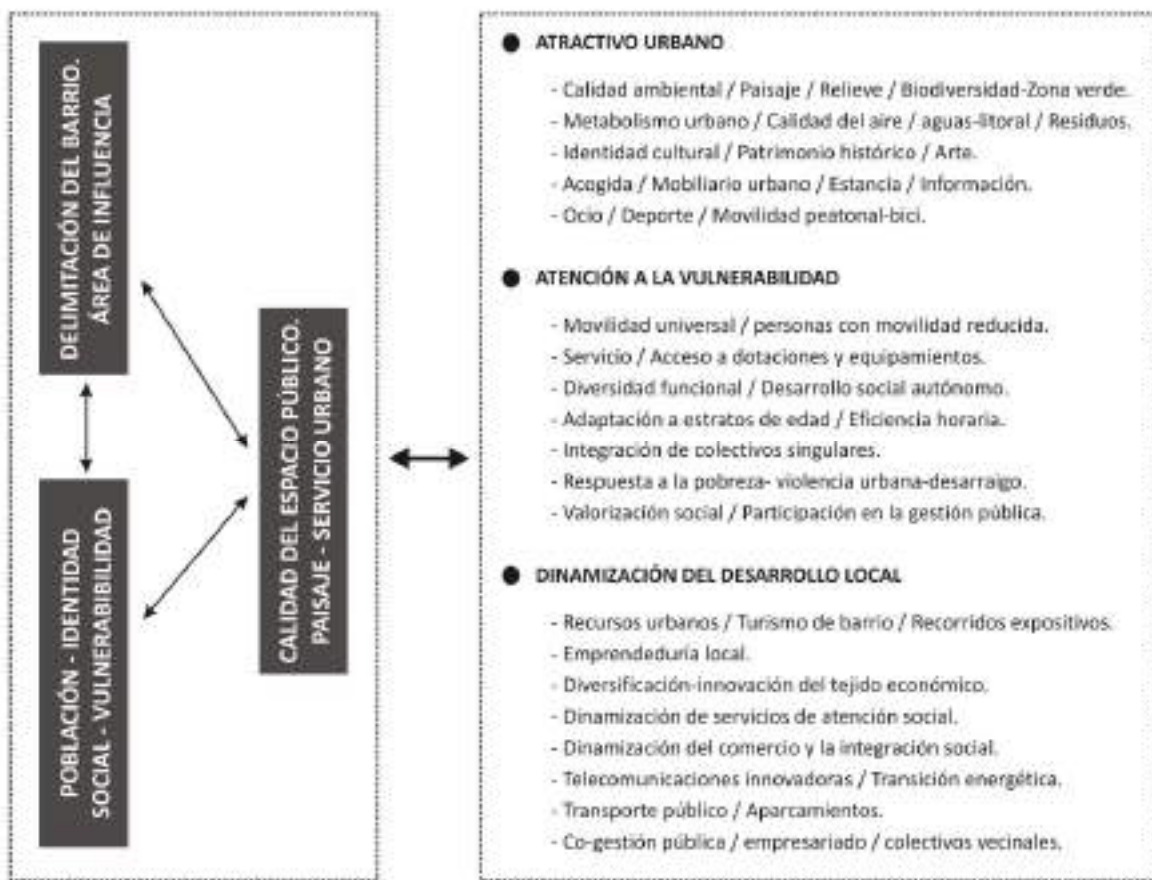 DELIMITACIÓN DEL BARRIO.
ÁREA DE INFLUENCIA
POBLACIÓN - IDENTIDAD
SOCIAL - VULNERABIBILIDAD
CALIDAD DEL ESPACIO PÚBLICO.
PAISAJE - SERVICIO URBANO
ATRACTIVO URBANO
- Calidad ambiental / Paisaje / Relieve / Biodiversidad-Zona verde.
- Metabolismo urbano / Calidad del aire / aguas-litoral / Residuos.
- Identidad cultural / Patrimonio histórico / Arte.
- Acogida / Mobiliario urbano / Estancia / Información.
- Ocio / Deporte / Movilidad peatonal-bici.
ATENCIÓN A LA VULNERABILIDAD
- Movilidad universal / personas con movilidad reducida.
- Servicio / Acceso a dotaciones y equipamientos.
- Diversidad funcional / Desarrollo social autónomo.
- Adaptación a estratos de edad / Eficiencia horaria.
- Integración de colectivos singulares.
- Respuesta a la pobreza- violencia urbana-desarraigo.
- Valorización social / Participación en la gestión pública.
DINAMIZACIÓN DEL DESARROLLO LOCAL
- Recursos urbanos / Turismo de barrio / Recorridos expositivos.
- Emprendeduría local.
- Diversificación-innovación del tejido económico.
- Dinamización de servicios de atención social.
- Dinamización del comercio y la integración social.
- Telecomunicaciones innovadoras / Transición energética.
- Transporte público / Aparcamientos.
- Co-gestión pública / empresariado / colectivos vecinales.